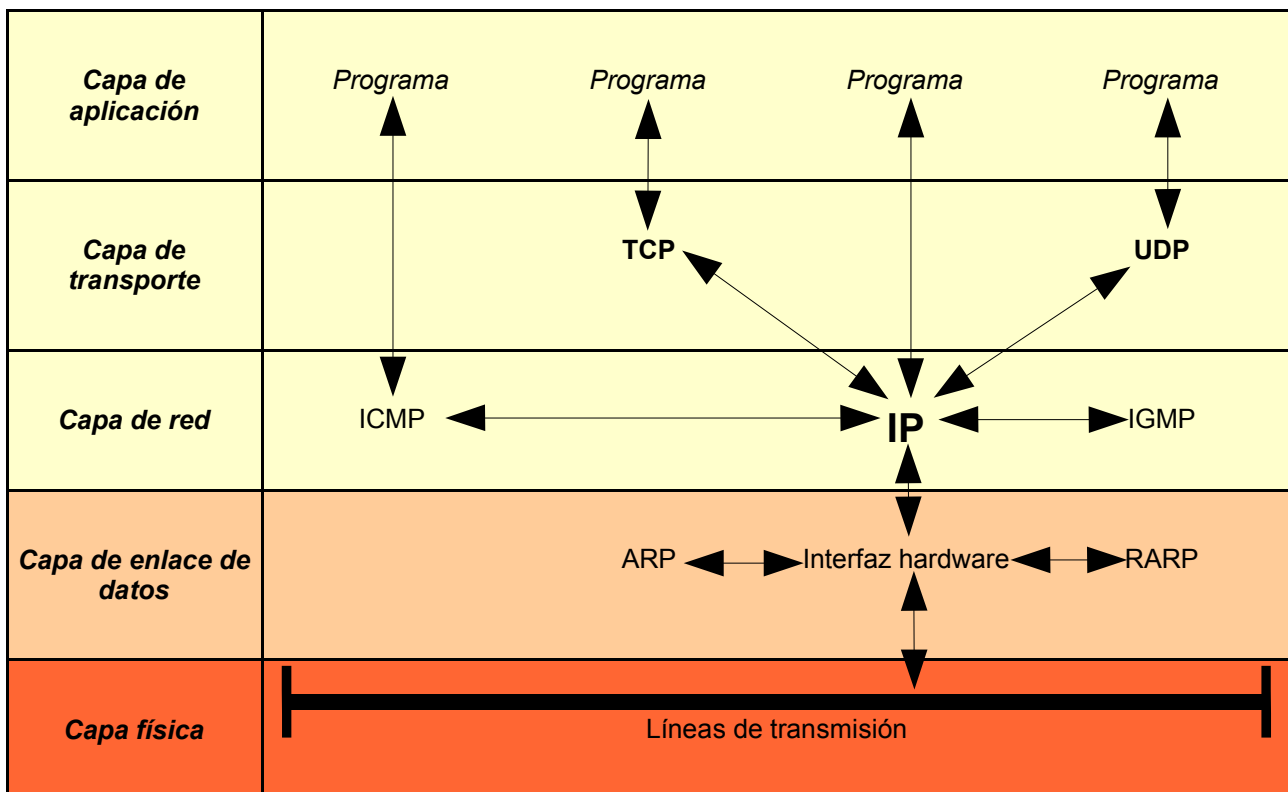 Capa de
aplicación
Programa
Programa
Programa
Programa
Capa de
transporte
TCP
UDP
Capa de red
ICMP
IP
IGMP
Capa de enlace de
datos
ARP
Interfaz hardware
RARP
Capa física
Líneas de transmisión